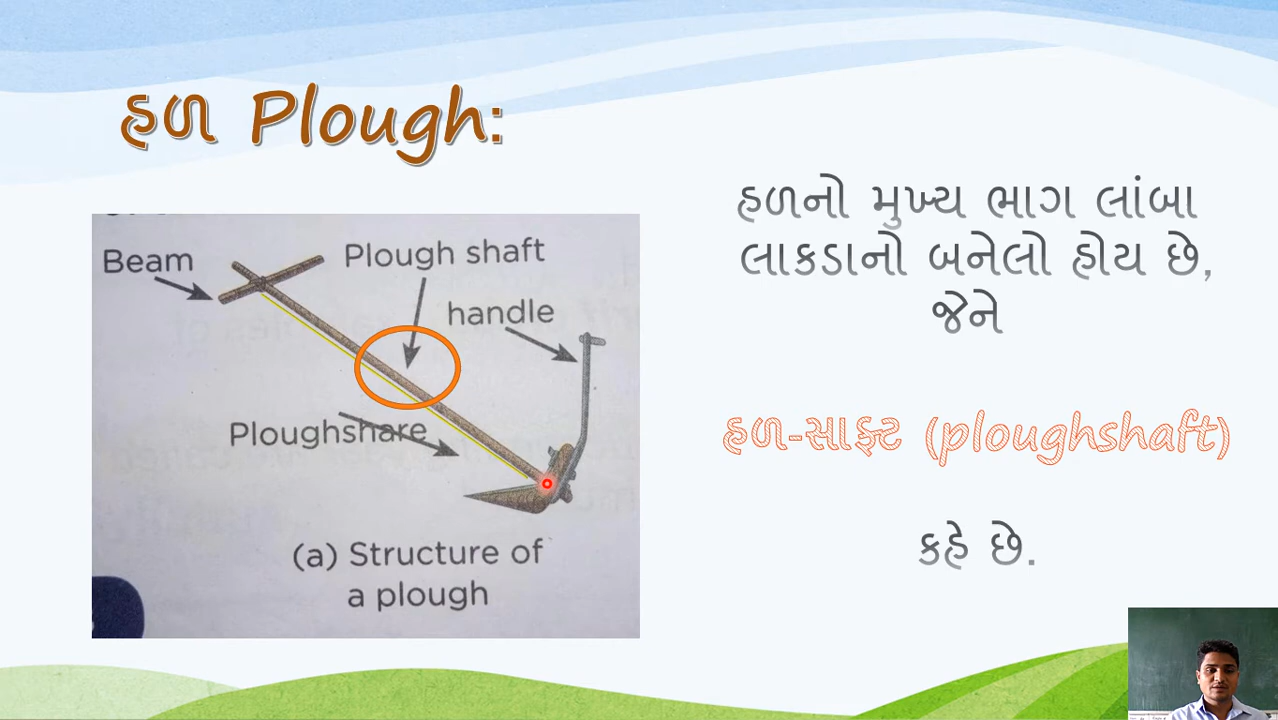 હળ Plough:
Beam
Plough shaft
handle
Ploughshare
(a) Structure of
a plough
હળનો મુખ્ય ભાગ લાંબા
લાકડાનો બનેલો હોય છે,
જેને
હળ-સાફ્ટ (ploughshaft)
કહે છે.